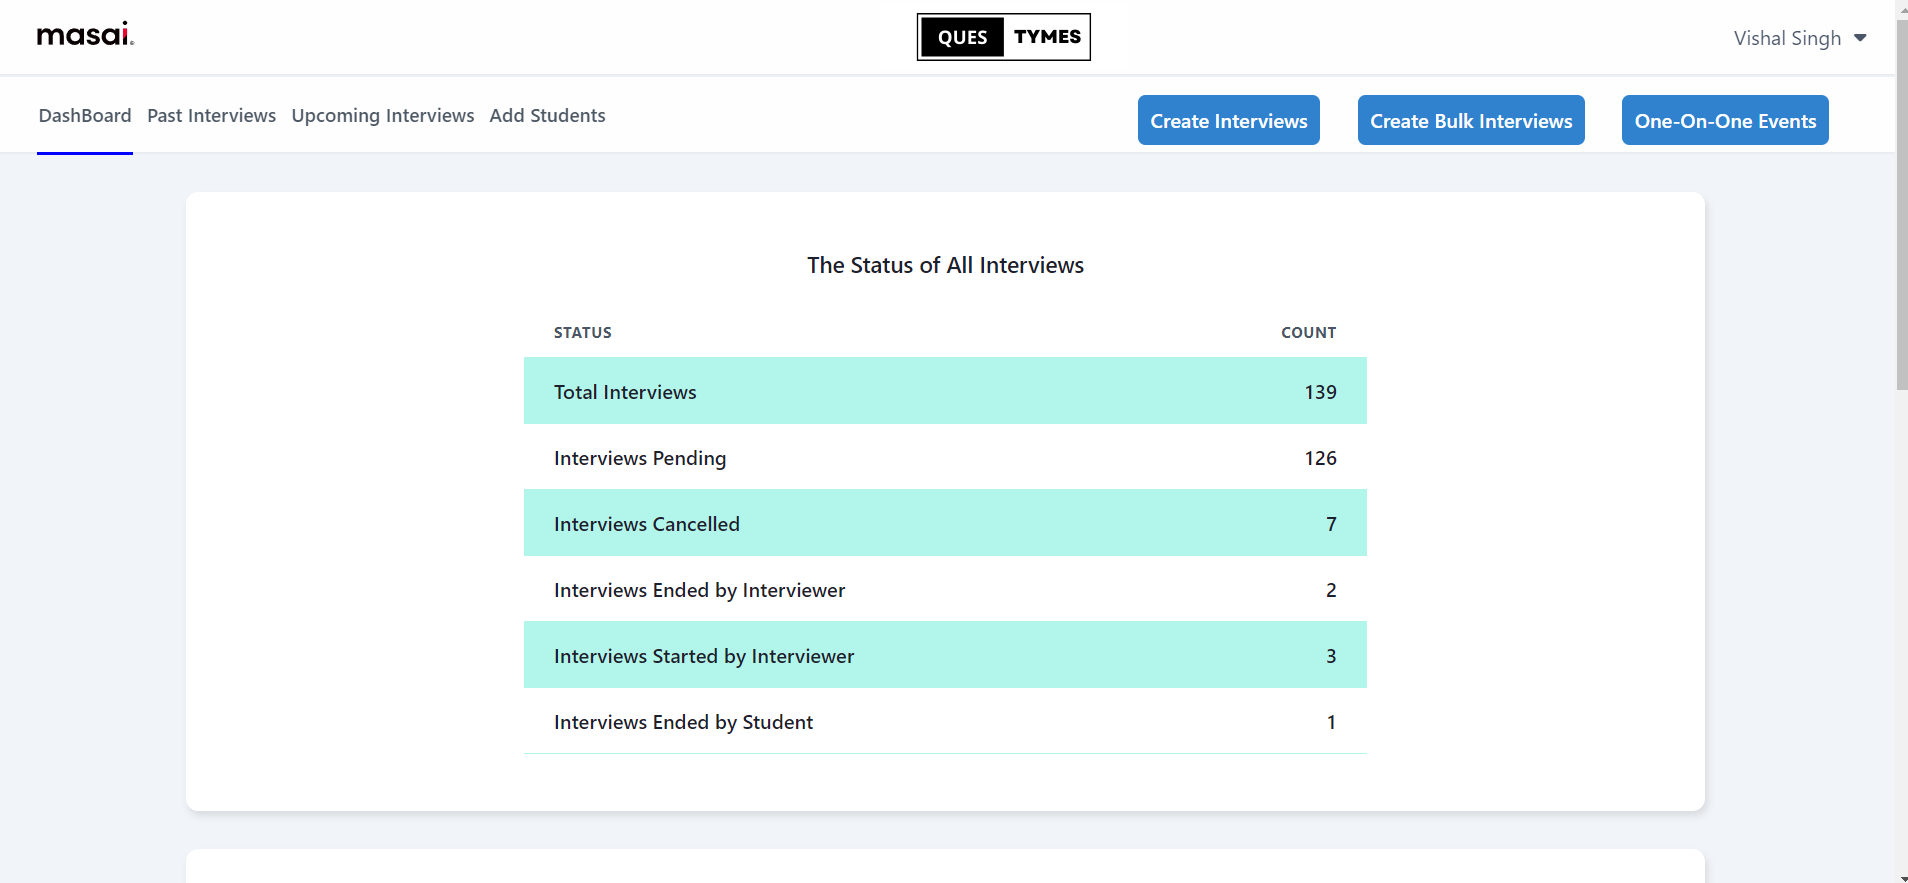 masai.
QUES TYMES
Vishal Singh
DashBoard Past Interviews Upcoming Interviews Add Students
Create Interviews Create Bulk Interviews One-On-One Events
The Status of All Interviews
STATUS COUNT
Total Interviews 139
Interviews Pending 126
Interviews Cancelled 7
Interviews Ended by Interviewer 2
Interviews Started by Interviewer 3
Interviews Ended by Student 1